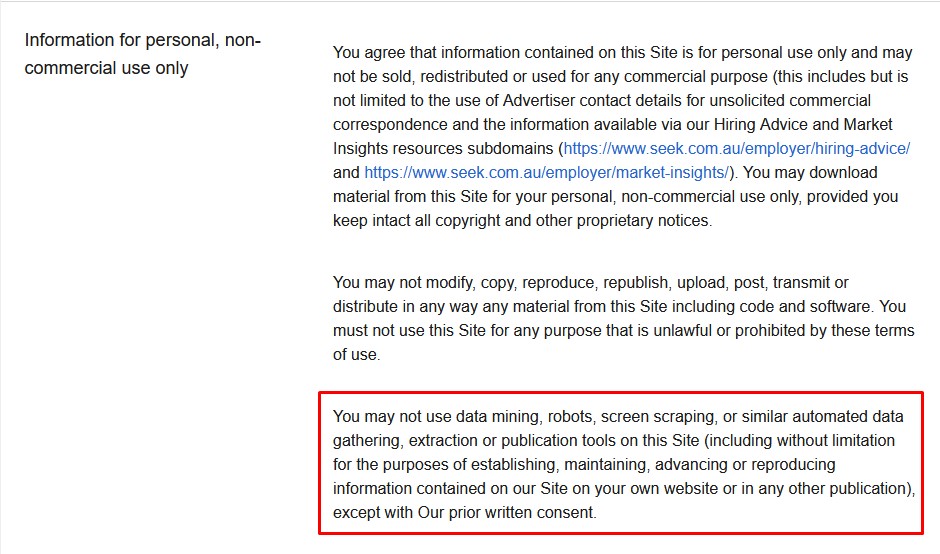 Information for personal, non-
commercial use only
You agree that information contained on this Site is for personal use only and may
not be sold, redistributed or used for any commercial purpose (this includes but is
not limited to the use of Advertiser contact details for unsolicited commercial
correspondence and the information available via our Hiring Advice and Market
Insights resources subdomains (https://www.seek.com.au/employer/hiring-advice/
and https://www.seek.com.au/employer/market-insights/). You may download
material from this Site for your personal, non-commercial use only, provided you
keep intact all copyright and other proprietary notices.
You may not modify, copy, reproduce, republish, upload, post, transmit or
distribute in any way any material from this Site including code and software. You
must not use this Site for any purpose that is unlawful or prohibited by these terms
of use.
You may not use data mining, robots, screen scraping, or similar automated data
gathering, extraction or publication tools on this Site (including without limitation
for the purposes of establishing, maintaining, advancing or reproducing
information contained on our Site on your own website or in any other publication),
except with Our prior written consent.